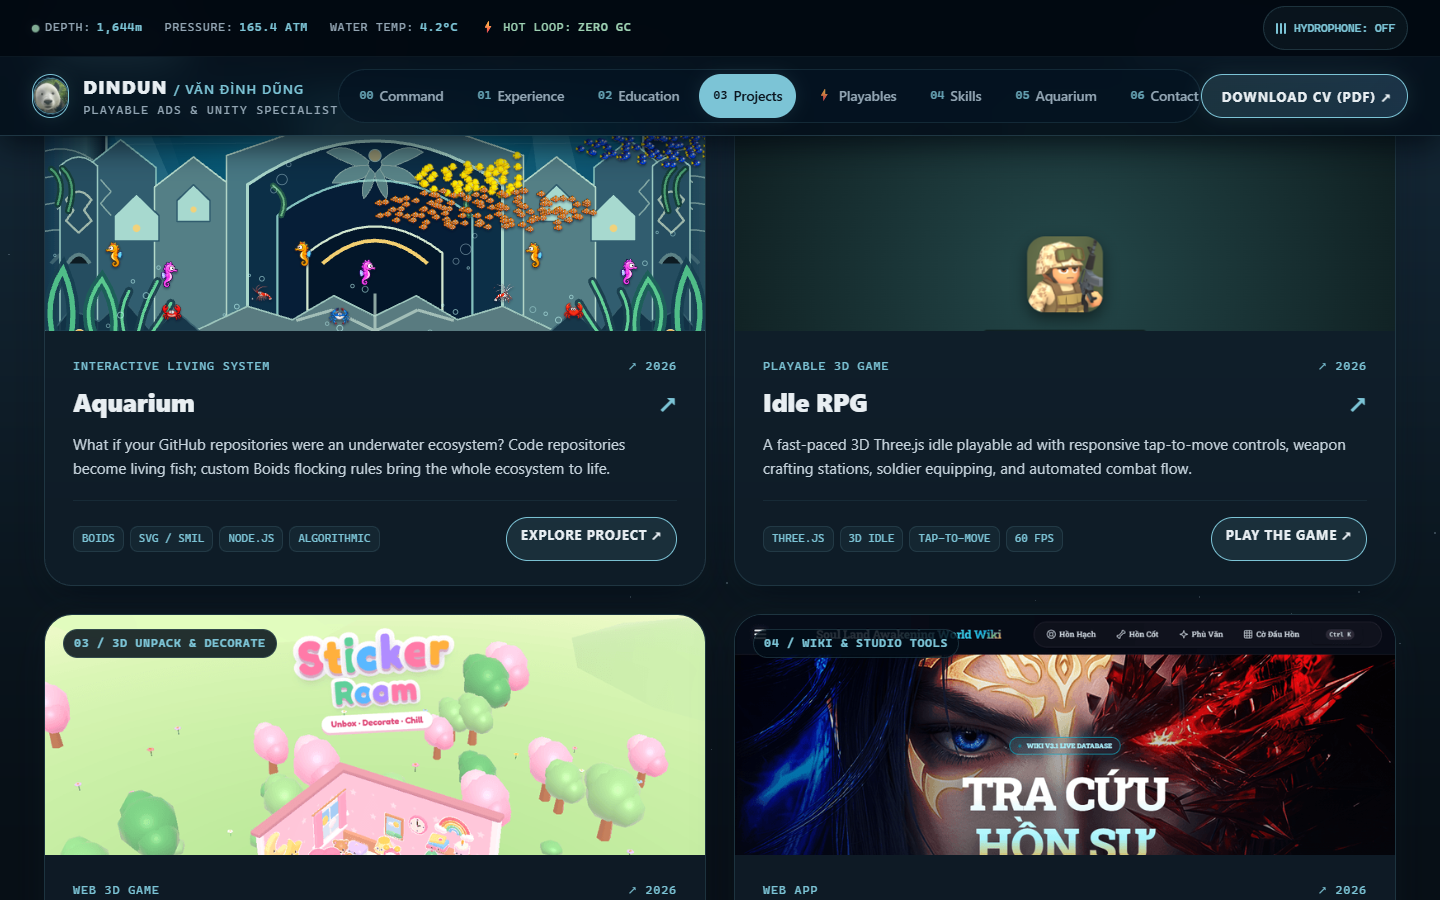 DEPTH: 1,644m PRESSURE: 165.4 ATM WATER TEMP: 4.2°C HOT LOOP: ZERO GC HYDROPHONE: OFF
DINDUN / VĂN ĐÌNH DŨNG
PLAYABLE ADS & UNITY SPECIALIST
00 Command 01 Experience 02 Education 03 Projects Playables 04 Skills 05 Aquarium 06 Contact DOWNLOAD CV (PDF) ↗
INTERACTIVE LIVING SYSTEM ↗ 2026
Aquarium ↗
What if your GitHub repositories were an underwater ecosystem? Code repositories
become living fish; custom Boids flocking rules bring the whole ecosystem to life.
BOIDS SVG / SMIL NODE.JS ALGORITHMIC EXPLORE PROJECT ↗
PLAYABLE 3D GAME ↗ 2026
Idle RPG ↗
A fast-paced 3D Three.js idle playable ad with responsive tap-to-move controls, weapon
crafting stations, soldier equipping, and automated combat flow.
THREE.JS 3D IDLE TAP-TO-MOVE 60 FPS PLAY THE GAME ↗
03 / 3D UNPACK & DECORATE
Sticker
Room
Unbox · Decorate · Chill
WEB 3D GAME ↗ 2026
Soul Land Awakening World Wiki Hồn Hạch Hồn Cốt Phù Văn Cờ Đấu Hồn Ctrl K
04 / WIKI & STUDIO TOOLS
WIKI V2.1 LIVE DATABASE
TRA CỨU
HỒN SƯ
WEB APP ↗ 2026